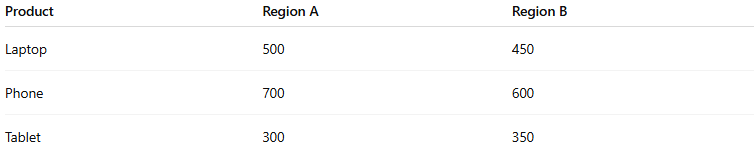 Product Region A Region B
Laptop 500 450
Phone 700 600
Tablet 300 350